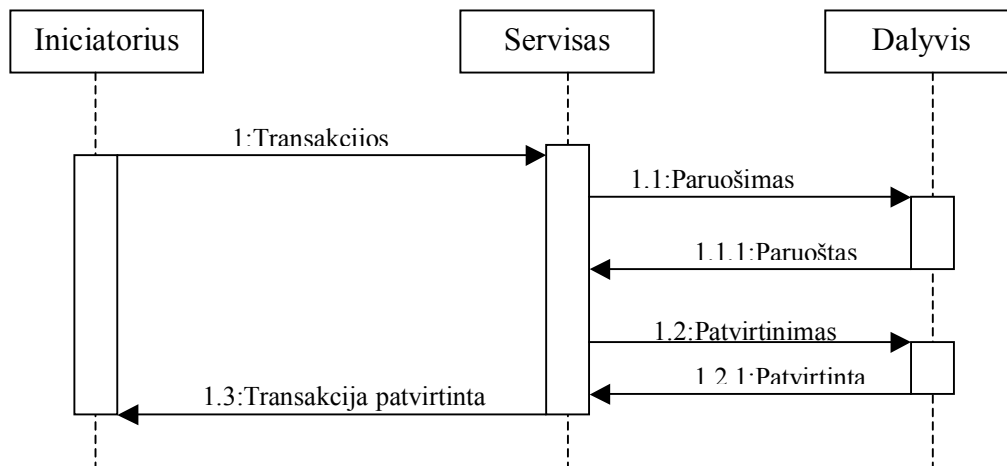 Iniciatorius
Servisas
Dalyvis
1:Transakcijos
1.1:Paruošimas
1.1.1:Paruoštas
1.2:Patvirtinimas
1.2.1:Patvirtinta
1.3:Transakcija patvirtinta